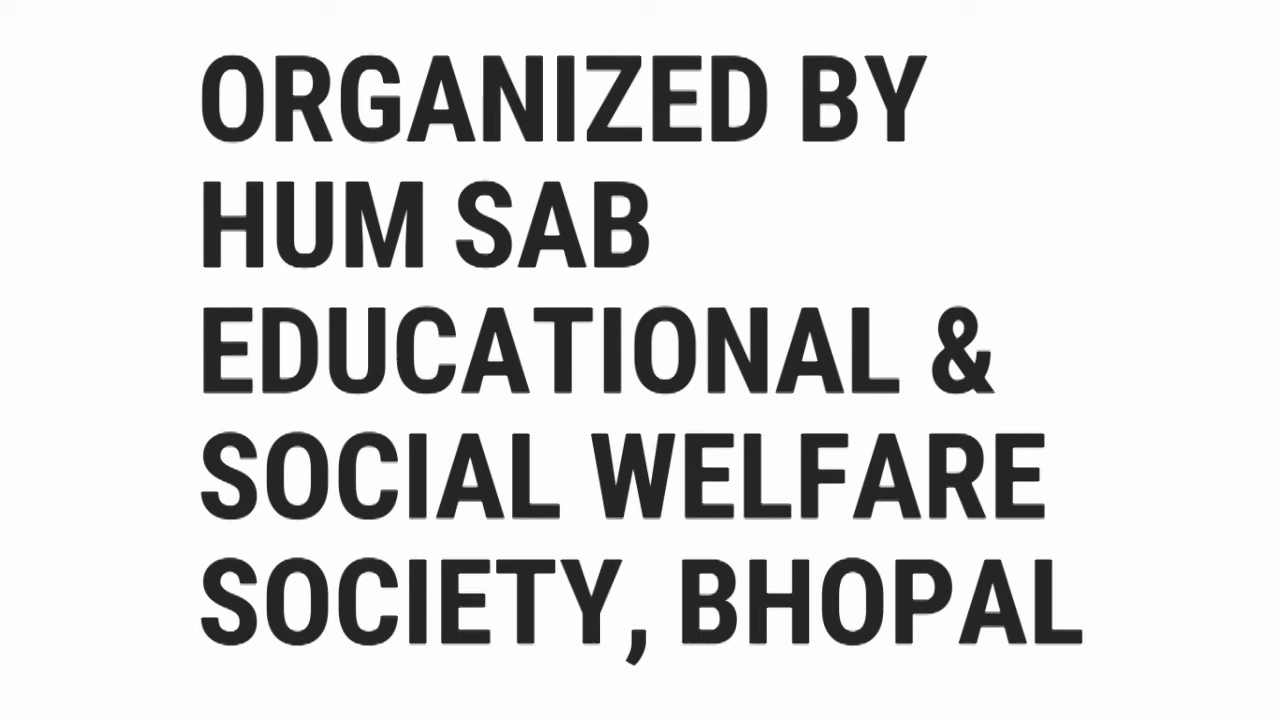 ORGANIZED BY
HUM SAB
EDUCATIONAL &
SOCIAL WELFARE
SOCIETY, BHOPAL